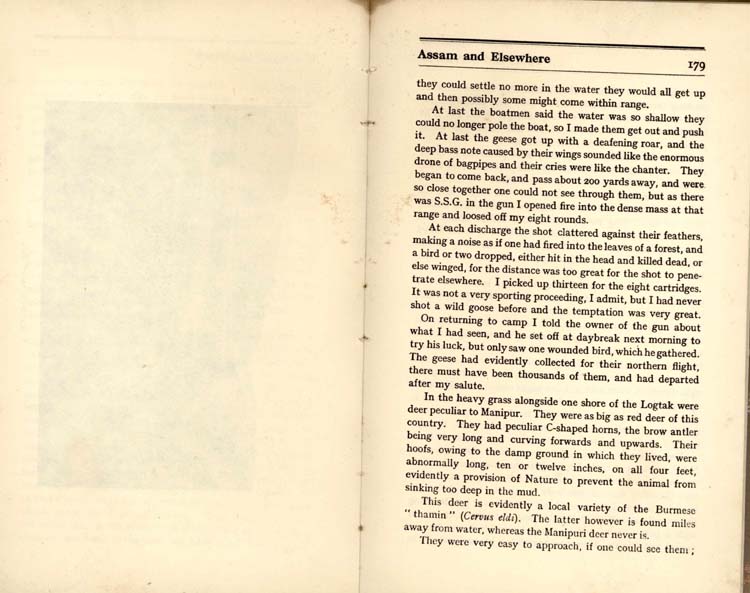 Assam and Elsewhere 179
they could settle no more in the water they would all get up
and then possibly some might come within range.
At last the boatmen said the water was so shallow they
could no longer pole the boat, so I made them get out and push
it. At last the geese got up with a deafening roar, and the
deep bass note caused by their wings sounded like the enormous
drone of bagpipes and their cries were like the chanter. They
began to come back, and pass about 200 yards away, and were
so close together one could not see through them, but as there
was S.S.G. in the gun I opened fire into the dense mass at that
range and loosed off my eight rounds.
At each discharge the shot clattered against their feathers,
making a noise as if one had fired into the leaves of a forest, and
a bird or two dropped, either hit in the head and killed dead, or
else winged, for the distance was too great for the shot to pene-
trate elsewhere. I picked up thirteen for the eight cartridges.
It was not a very sporting proceeding, I admit, but I had never
shot a wild goose before and the temptation was very great.
On returning to camp I told the owner of the gun about
what I had seen, and he set off at daybreak next morning to
try his luck, but only saw one wounded bird, which he gathered.
The geese had evidently collected for their northern flight,
there must have been thousands of them, and had departed
after my salute.
In the heavy grass alongside one shore of the Logtak were
deer peculiar to Manipur. They were as big as red deer of this
country. They had peculiar C-shaped horns, the brow antler
being very long and curving forwards and upwards. Their
hoofs, owing to the damp ground in which they lived, were
abnormally long, ten or twelve inches, on all four feet,
evidently a provision of Nature to prevent the animal from
sinking too deep in the mud.
This deer is evidently a local variety of the Burmese
" thamin " (Cervus eldi). The latter however is found miles
away from water, whereas the Manipuri deer never is.
They were very easy to approach, if one could see them ;